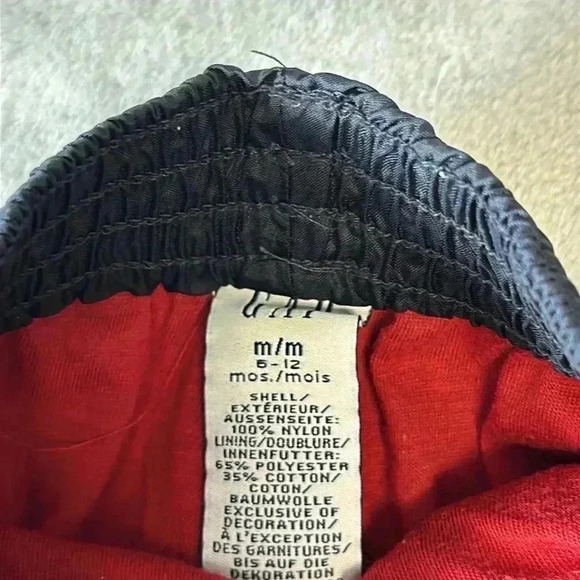 GAP
m/m
6-12
mos./mois
SHELL/
EXTÉRIEUR/
AUSSENSEITE:
100% NYLON
LINING/DOUBLURE/
INNENFUTTER:
65% POLYESTER
35% COTTON/
COTON/
BAUMWOLLE
EXCLUSIVE OF
DECORATION/
À L'EXCEPTION
DES GARNITURES/
BIS AUF DIE
DEKORATION